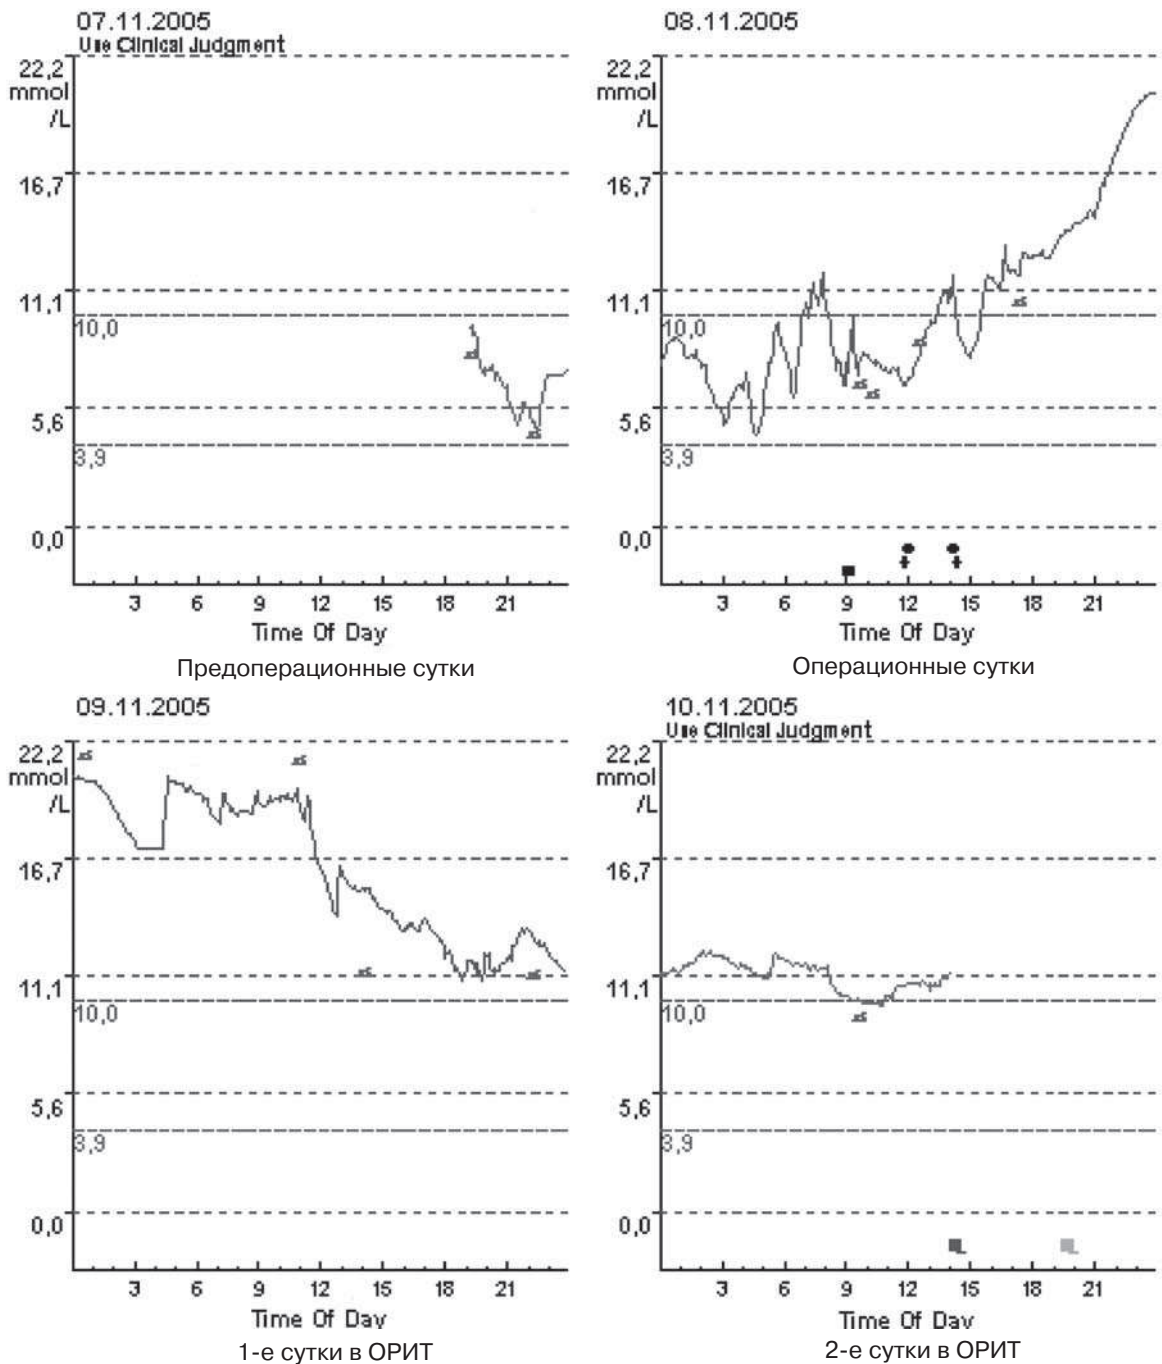 07.11.2005
Use Clinical Judgment
22,2
mmol
/L
16,7
11,1
10,0
5,6
3,9
0,0
3 6 9 12 15 18 21
Time Of Day
Предоперационные сутки
08.11.2005
22,2
mmol
/L
16,7
11,1
10,0
5,6
3,9
0,0
3 6 9 12 15 18 21
Time Of Day
Операционные сутки
09.11.2005
22,2
mmol
/L
16,7
11,1
10,0
5,6
3,9
0,0
3 6 9 12 15 18 21
Time Of Day
1-е сутки в ОРИТ
10.11.2005
Use Clinical Judgment
22,2
mmol
/L
16,7
11,1
10,0
5,6
3,9
0,0
3 6 9 12 15 18 21
Time Of Day
2-е сутки в ОРИТ